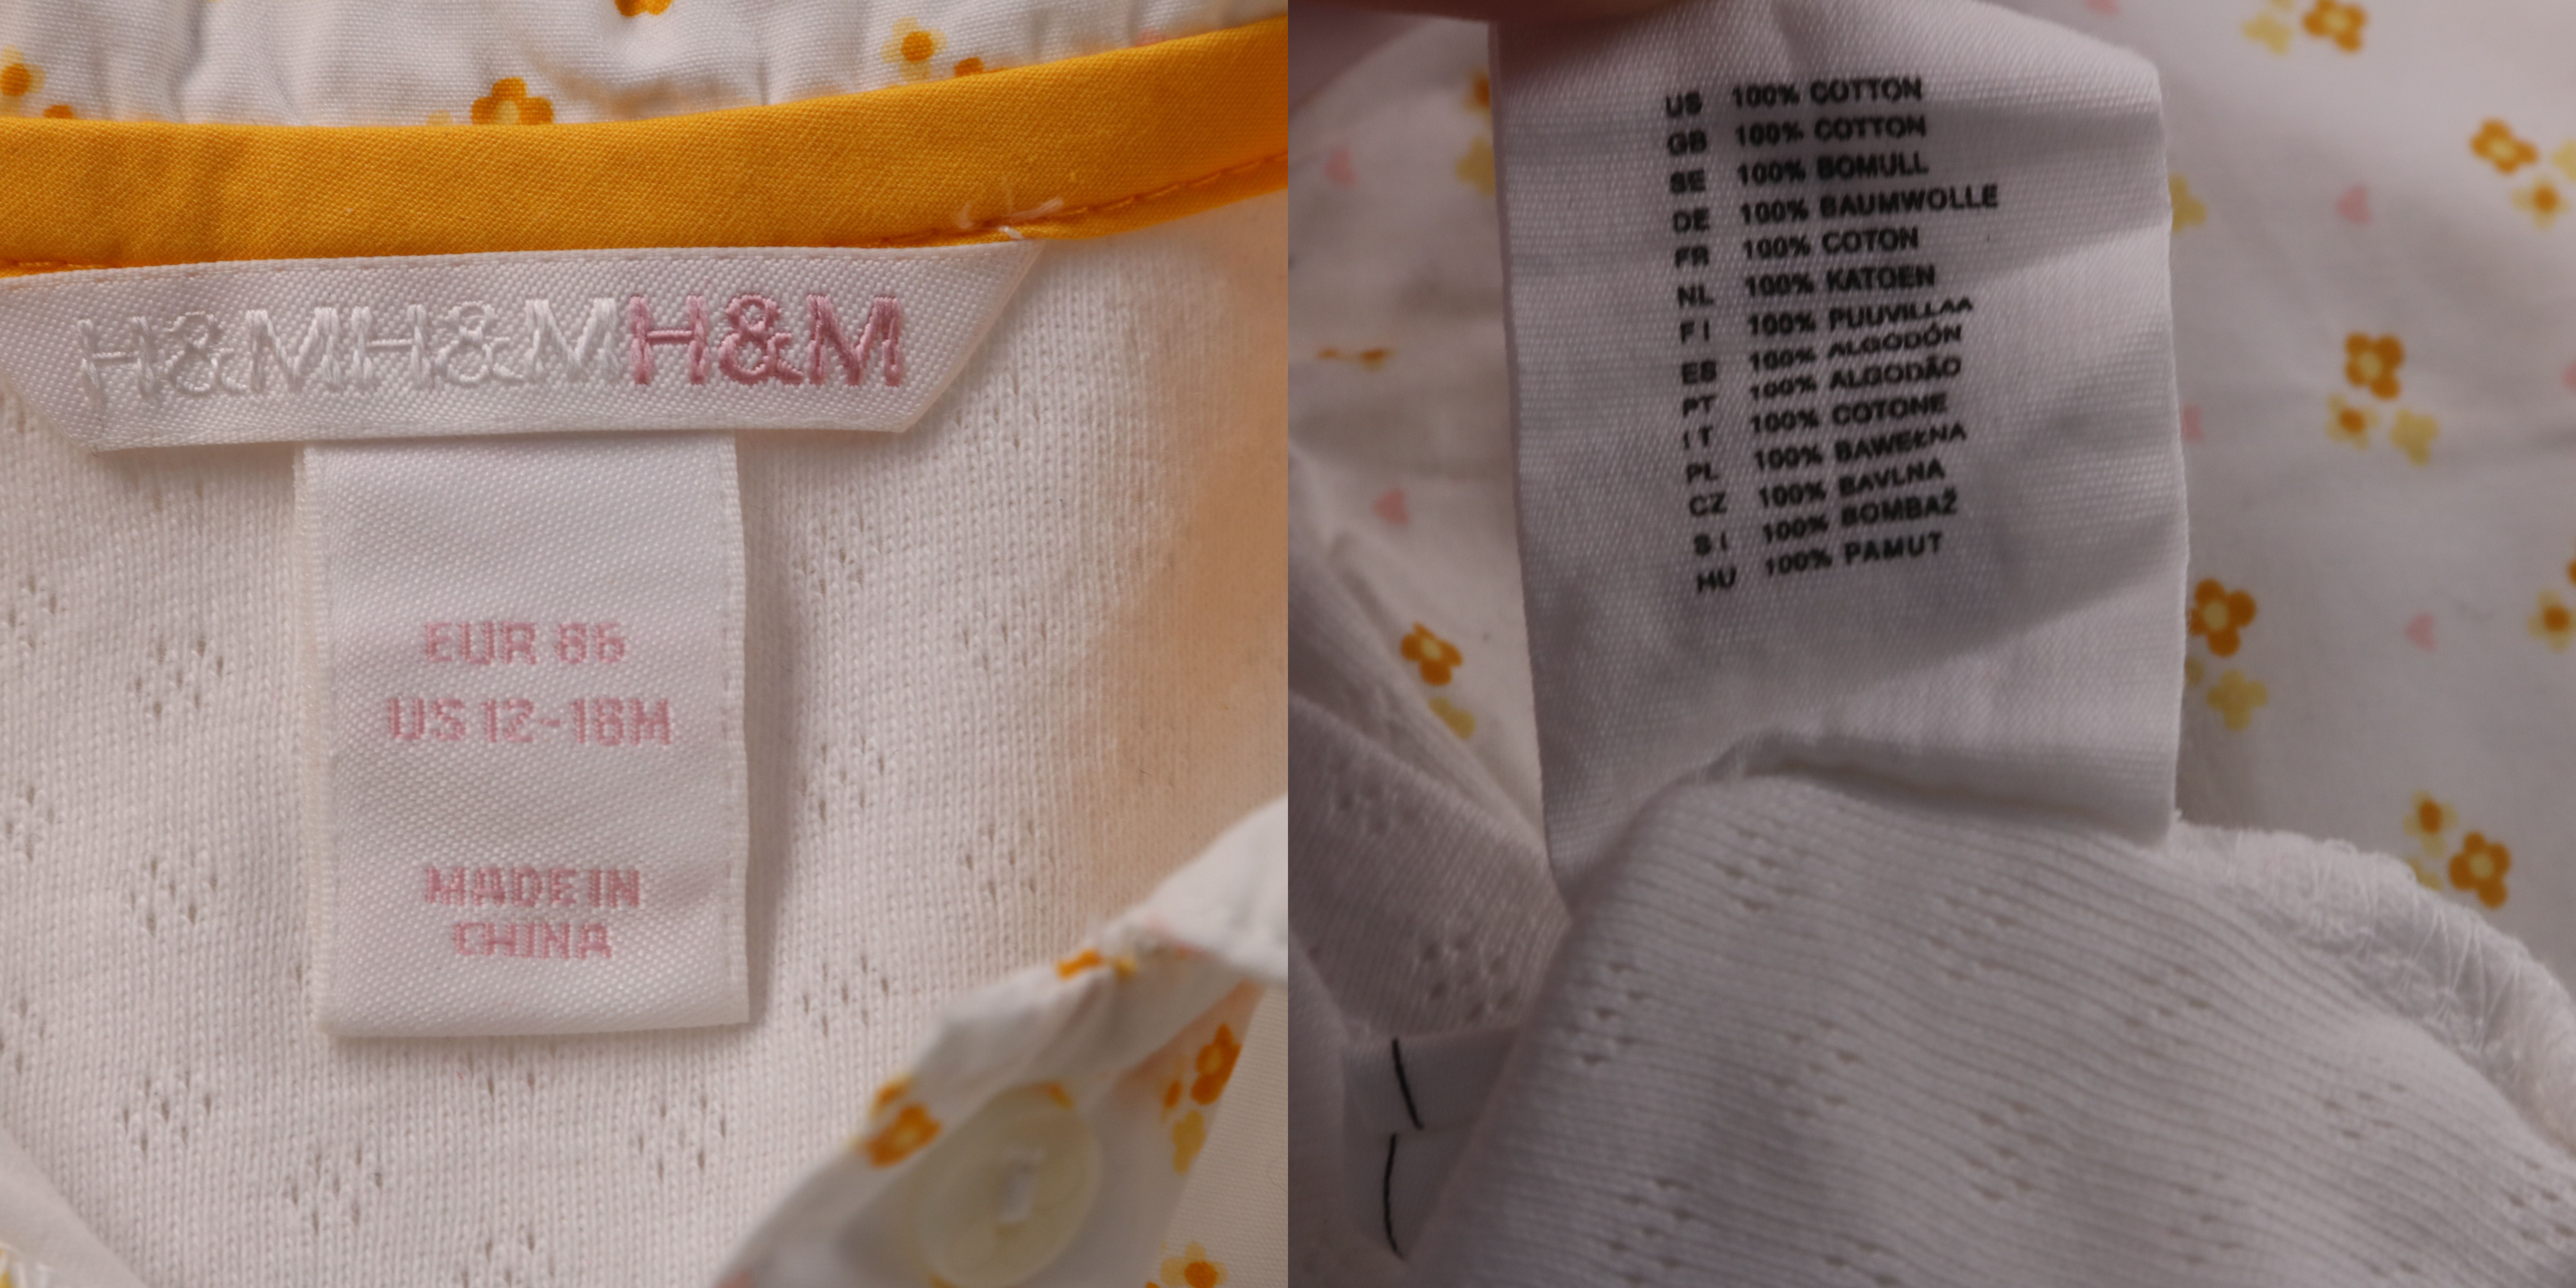 H&MH&MH&M
EUR 86
US 12-18M
MADE IN
CHINA
US 100% COTTON
GB 100% COTTON
SE 100% BOMULL
DE 100% BAUMWOLLE
FR 100% COTON
NL 100% KATOEN
FI 100% PUUVILLAA
ES 100% ALGODÓN
PT 100% ALGODÃO
IT 100% COTONE
PL 100% BAWEŁNA
CZ 100% BAVLNA
SI 100% BOMBAŽ
HU 100% PAMUT